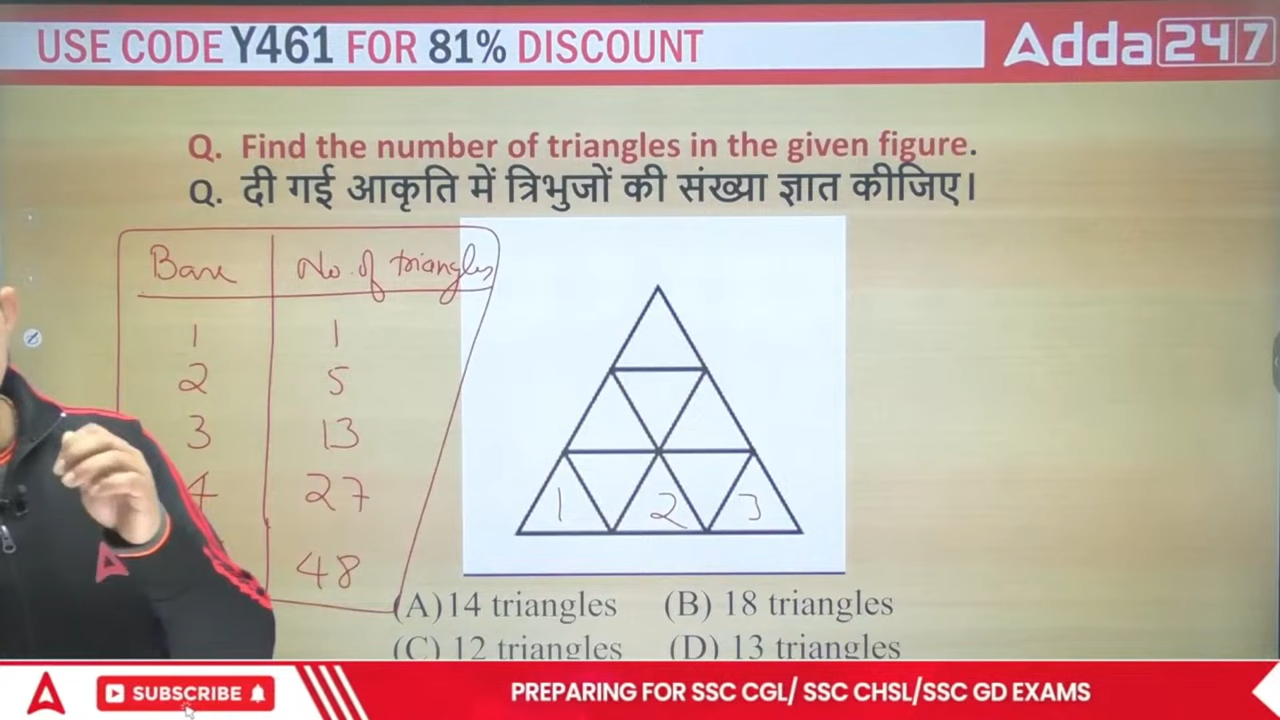 USE CODE Y461 FOR 81% DISCOUNT
Adda 247
Q. Find the number of triangles in the given figure.
Q. दी गई आकृति में त्रिभुजों की संख्या ज्ञात कीजिए।
Base No. of triangles
1 1
2 5
3 13
4 27
48
1 2 3
(A)14 triangles (B) 18 triangles
(C) 12 triangles (D) 13 triangles
SUBSCRIBE
PREPARING FOR SSC CGL/ SSC CHSL/SSC GD EXAMS